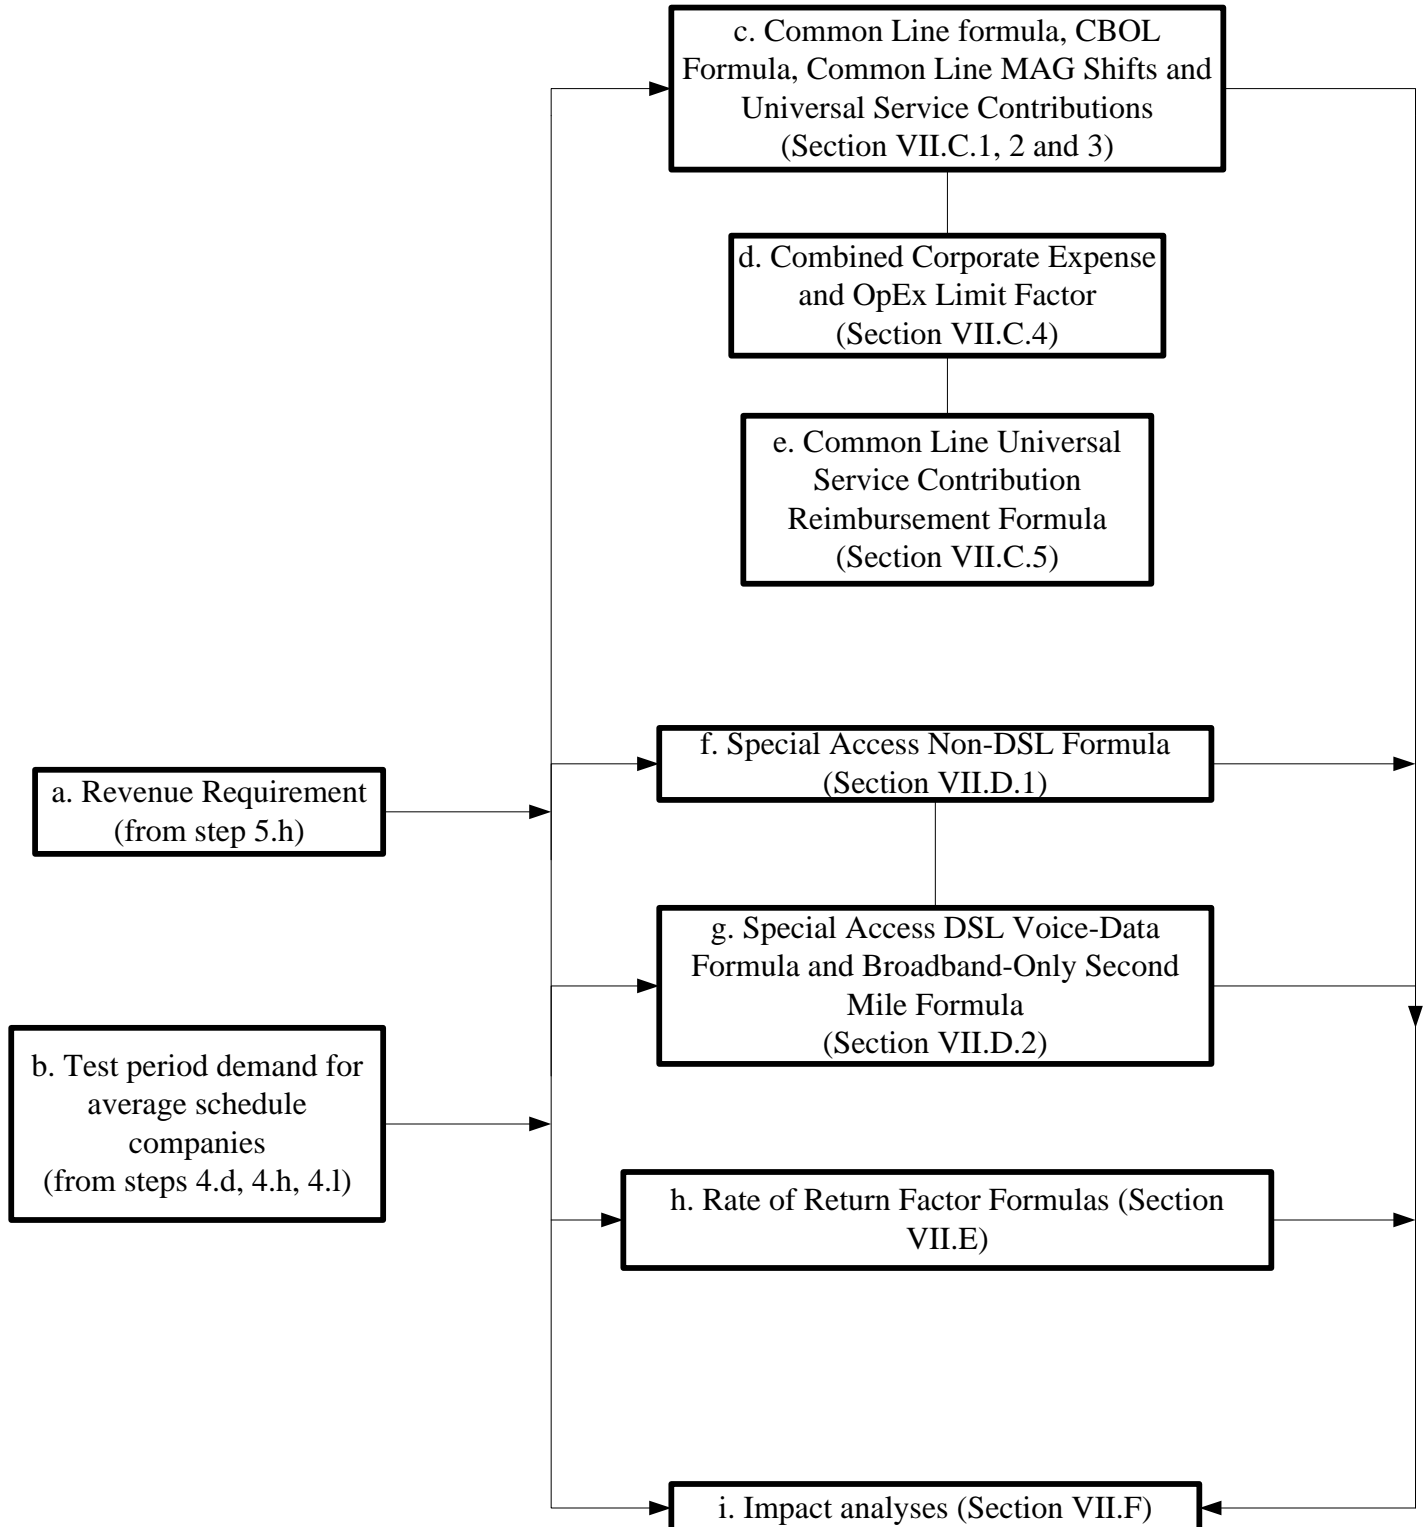 c. Common Line formula, CBOL
Formula, Common Line MAG Shifts and
Universal Service Contributions
(Section VII.C.1, 2 and 3)
d. Combined Corporate Expense
and OpEx Limit Factor
(Section VII.C.4)
e. Common Line Universal
Service Contribution
Reimbursement Formula
(Section VII.C.5)
f. Special Access Non-DSL Formula
(Section VII.D.1)
a. Revenue Requirement
(from step 5.h)
g. Special Access DSL Voice-Data
Formula and Broadband-Only Second
Mile Formula
(Section VII.D.2)
b. Test period demand for
average schedule
companies
(from steps 4.d, 4.h, 4.l)
h. Rate of Return Factor Formulas (Section
VII.E)
i. Impact analyses (Section VII.F)